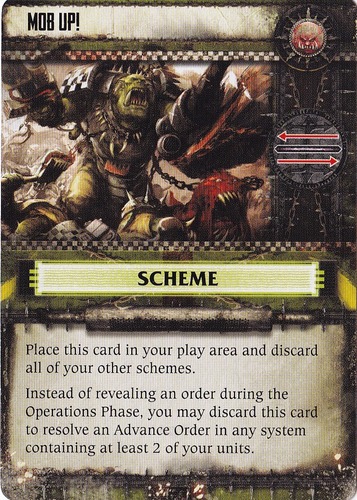 MOB UP!
SCHEME
Place this card in your play area and discard
all of your other schemes.
Instead of revealing an order during the
Operations Phase, you may discard this card
to resolve an Advance Order in any system
containing at least 2 of your units.